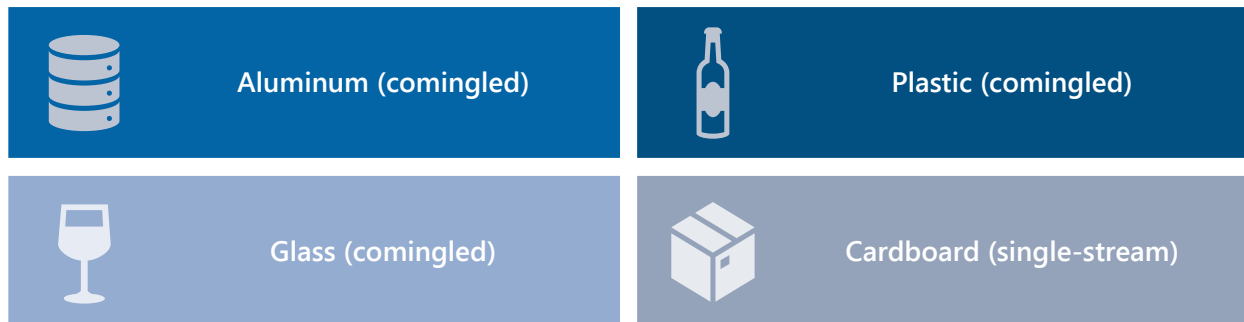 Aluminum (comingled)
Plastic (comingled)
Glass (comingled)
Cardboard (single-stream)